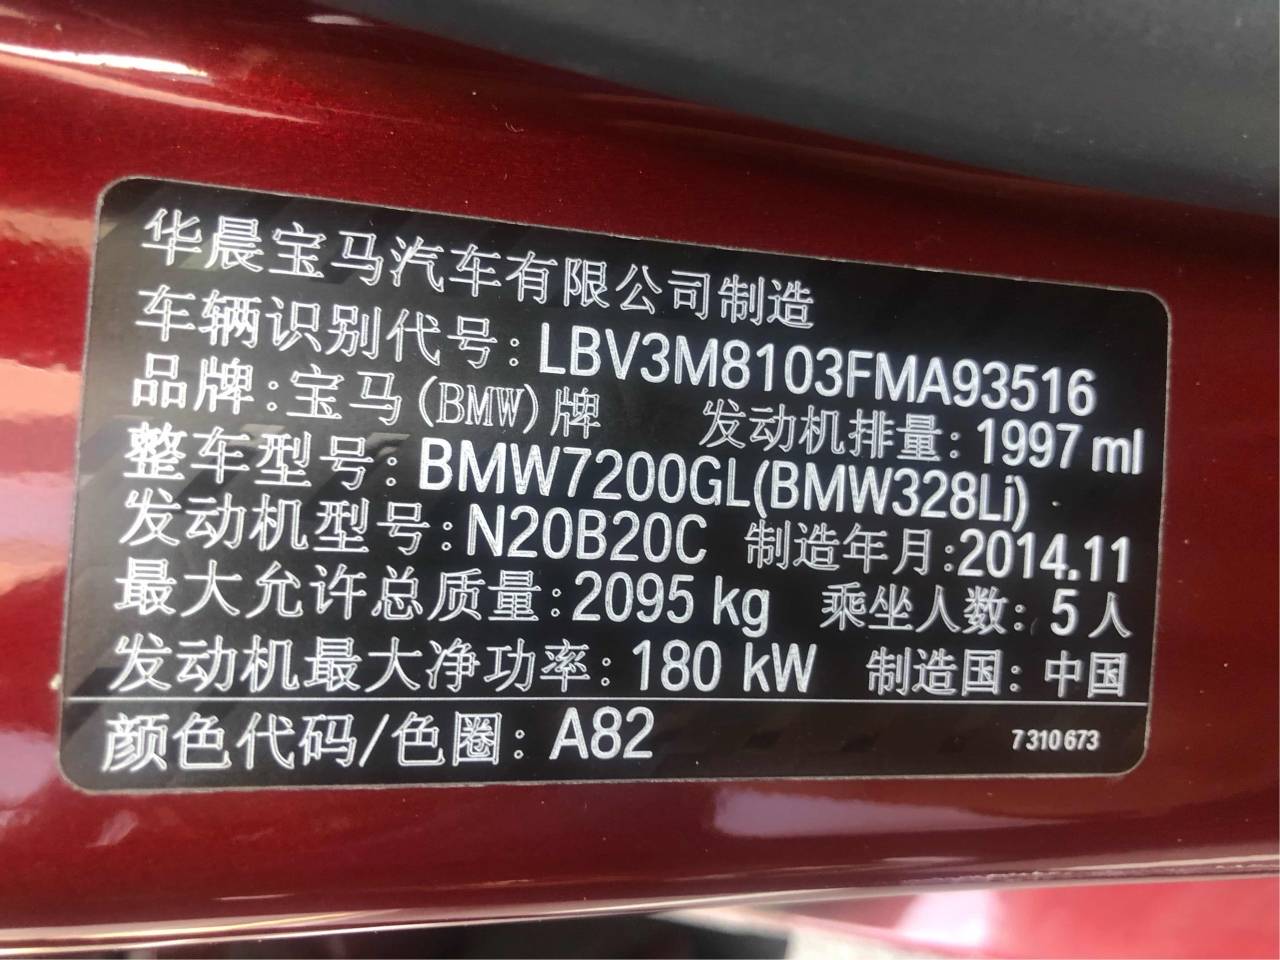 华晨宝马汽车有限公司制造
车辆识别代号:LBV3M8103FMA93516
品牌:宝马(BMW)牌 发动机排量:1997 ml
整车型号:BMW7200GL(BMW328Li)
发动机型号:N20B20C 制造年月:2014.11
最大允许总质量:2095 kg 乘坐人数:5人
发动机最大净功率:180 kW 制造国:中国
颜色代码/色圈:A82 7310673